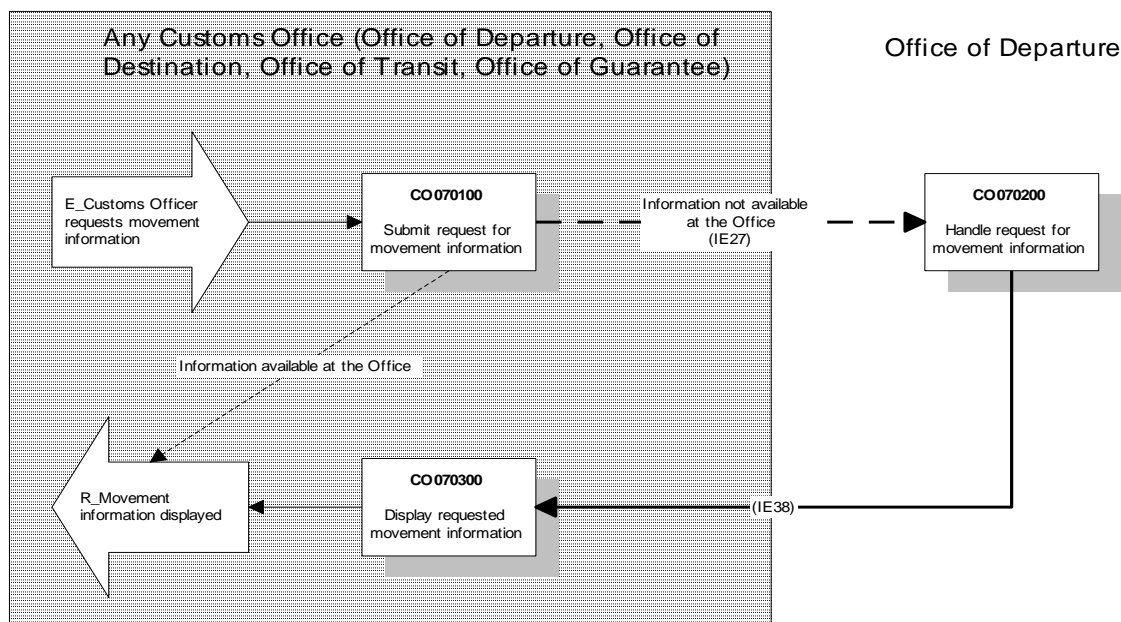 Any Customs Office (Office of Departure, Office of
Destination, Office of Transit, Office of Guarantee)
Office of Departure
E_Customs Officer
requests movement
information
CO070100
Submit request for
movement information
Information not available
at the Office
(IE27)
CO070200
Handle request for
movement information
Information available at the Office
R_Movement
information displayed
CO070300
Display requested
movement information
(IE38)